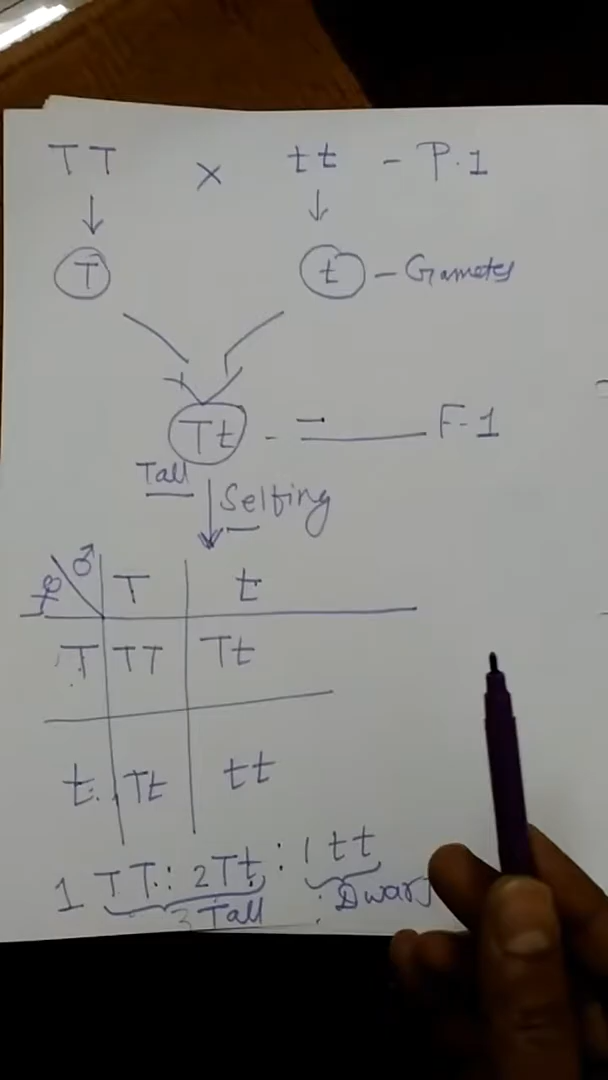 TT × tt - P.1
↓ ↓
T t - Gametes
Tt - — F-1
Tall
↓ Selfing
♀ ♂ T t
T TT Tt
t Tt tt
1 TT : 2Tt : 1 tt
3 Tall : Dwarf